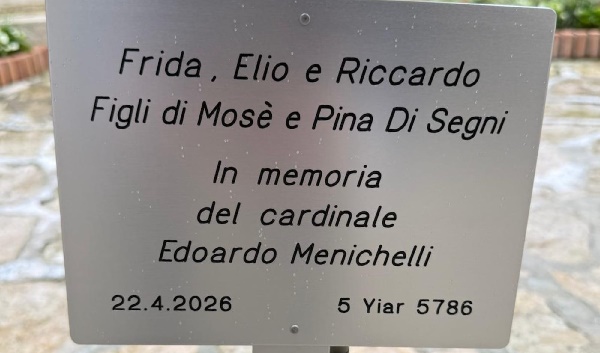 Frida, Elio e Riccardo
Figli di Mosè e Pina Di Segni
In memoria
del cardinale
Edoardo Menichelli
22.4.2026 5 Yiar 5786